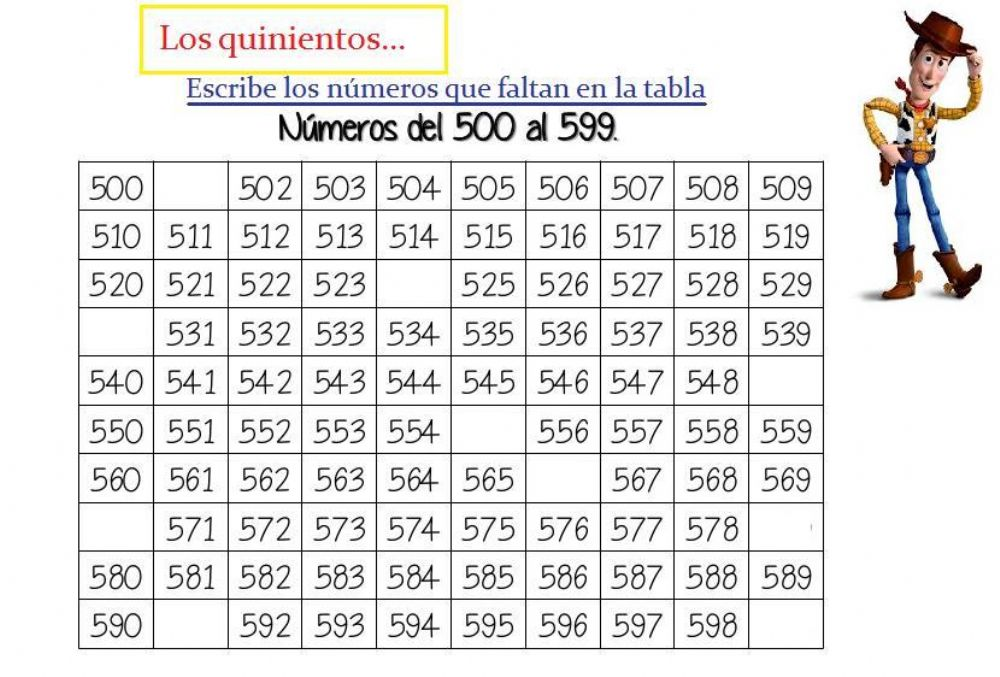 Los quinientos...
Escribe los números que faltan en la tabla
Números del 500 al 599.
500 502 503 504 505 506 507 508 509
510 511 512 513 514 515 516 517 518 519
520 521 522 523 525 526 527 528 529
531 532 533 534 535 536 537 538 539
540 541 542 543 544 545 546 547 548
550 551 552 553 554 556 557 558 559
560 561 562 563 564 565 567 568 569
571 572 573 574 575 576 577 578
580 581 582 583 584 585 586 587 588 589
590 592 593 594 595 596 597 598